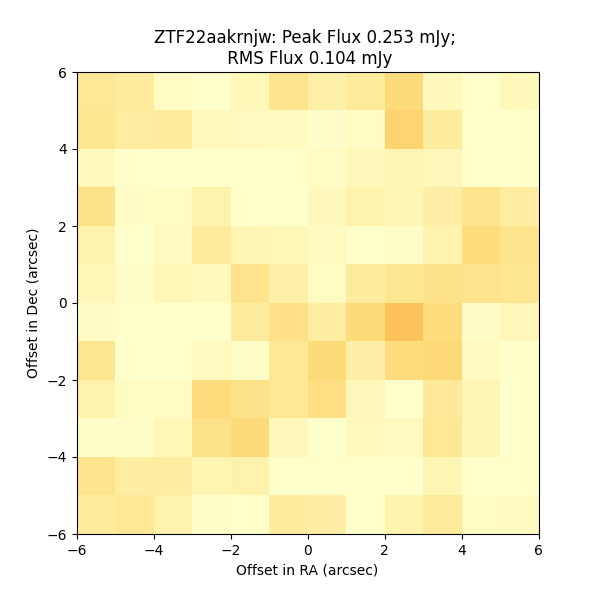 ZTF22aakrnjw: Peak Flux 0.253 mJy;
RMS Flux 0.104 mJy
6
4
2
0
−2
−4
−6
Offset in Dec (arcsec)
−6 −4 −2 0 2 4 6
Offset in RA (arcsec)